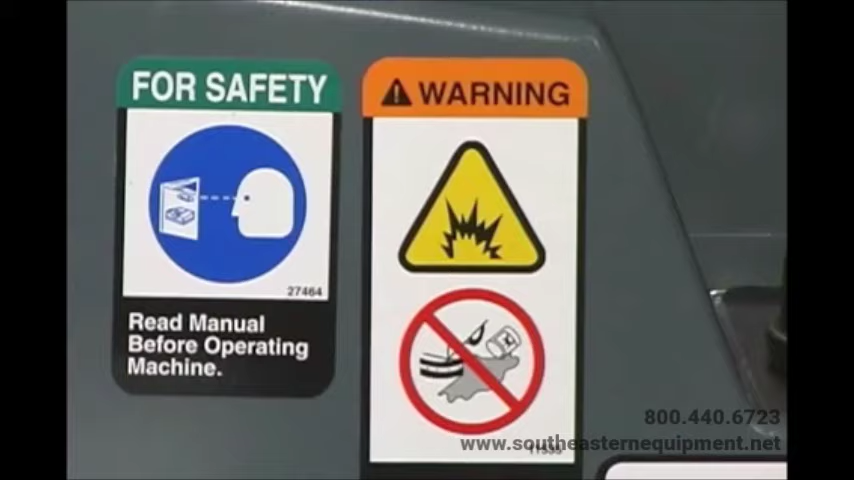 FOR SAFETY
27464
Read Manual
Before Operating
Machine.
WARNING
800.440.6723
www.southeasternequipment.net